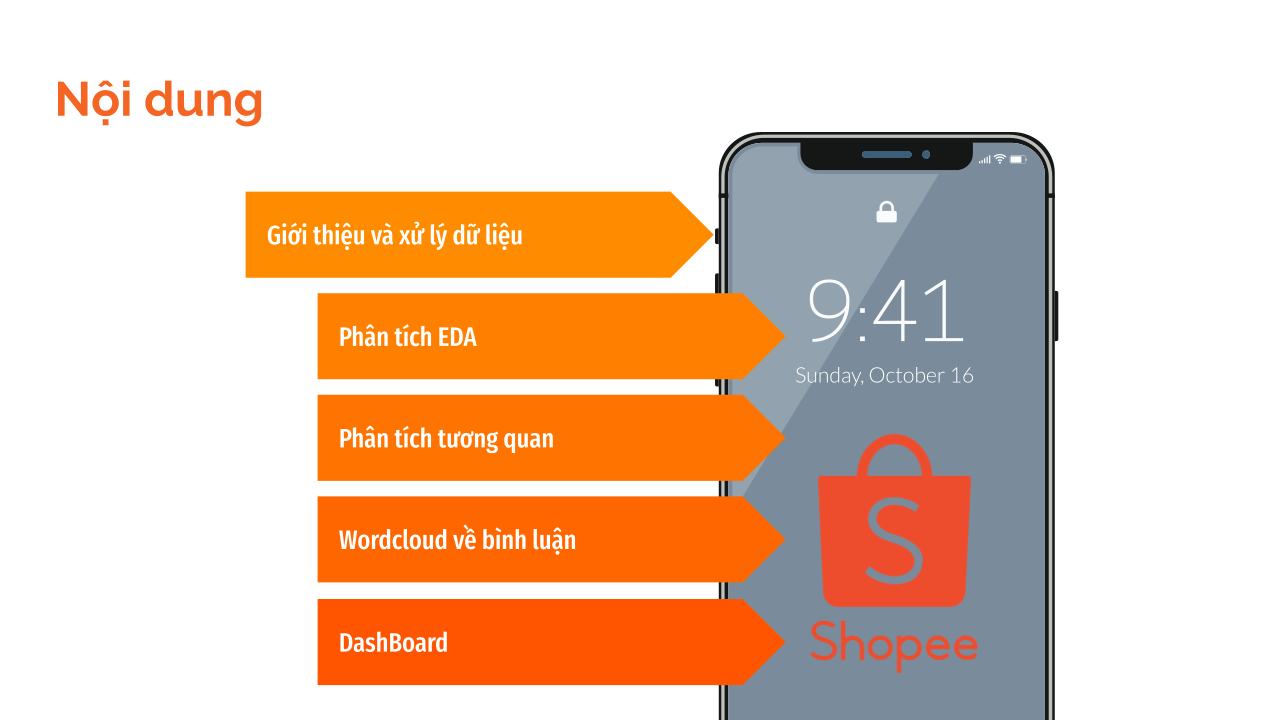 Nội dung
Giới thiệu và xử lý dữ liệu
Phân tích EDA
Phân tích tương quan
Wordcloud về bình luận
DashBoard
9:41
Sunday, October 16
S
Shopee